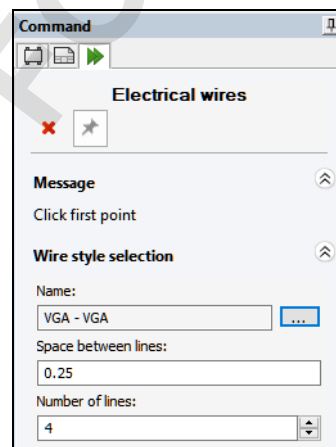 Command
Electrical wires
Message
Click first point
Wire style selection
Name:
VGA - VGA
...
Space between lines:
0.25
Number of lines:
4